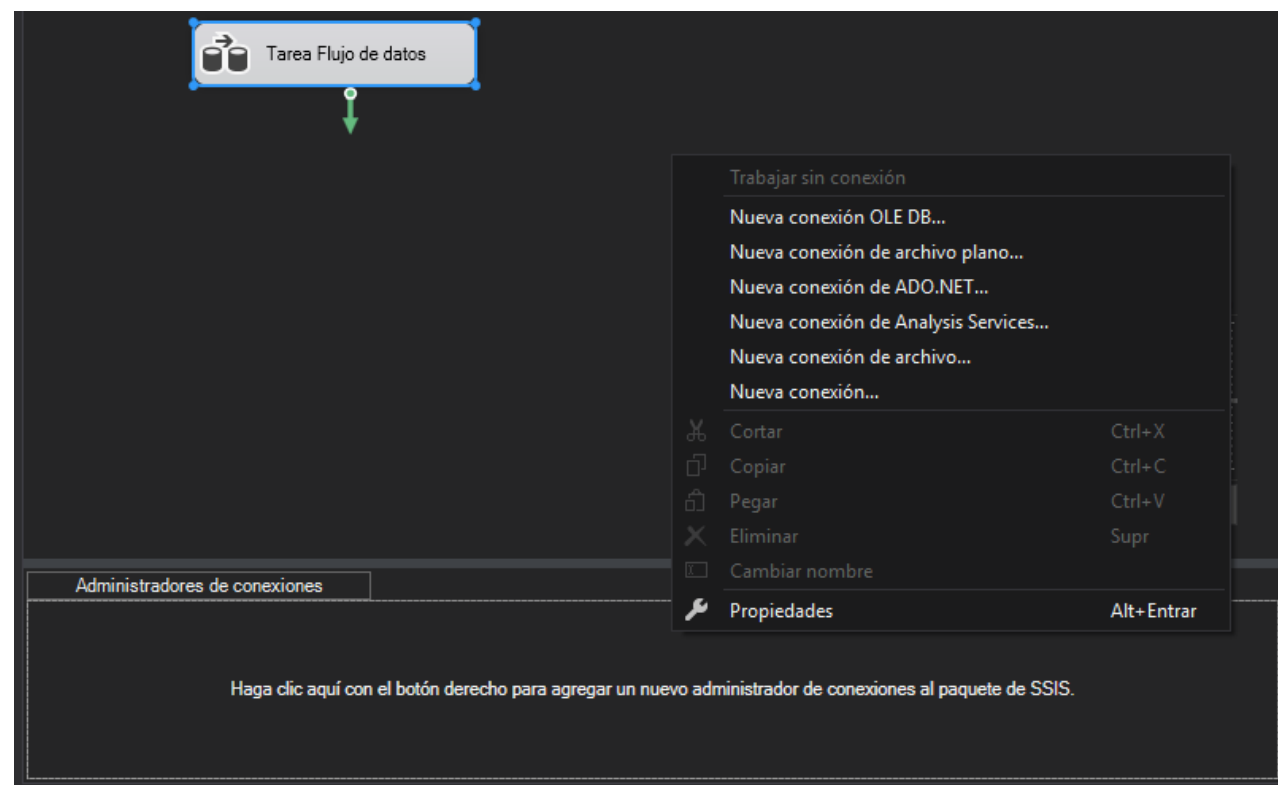 Tarea Flujo de datos
Trabajar sin conexión
Nueva conexión OLE DB...
Nueva conexión de archivo plano...
Nueva conexión de ADO.NET...
Nueva conexión de Analysis Services...
Nueva conexión de archivo...
Nueva conexión...
Cortar Ctrl+X
Copiar Ctrl+C
Pegar Ctrl+V
Eliminar Supr
Cambiar nombre
Propiedades Alt+Entrar
Administradores de conexiones
Haga clic aquí con el botón derecho para agregar un nuevo administrador de conexiones al paquete de SSIS.